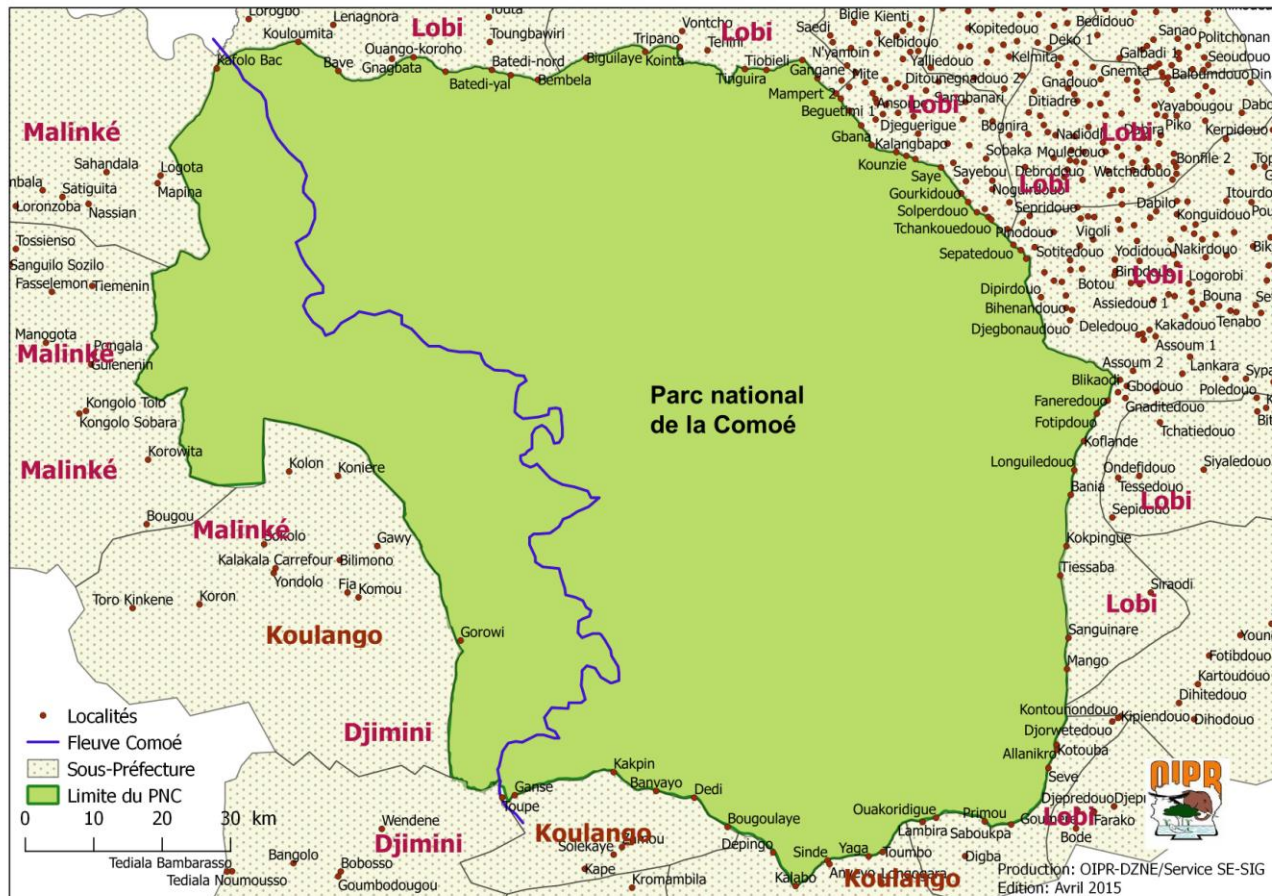 Lorogbo
Lenagnora
Youta
Toungbawiri
Lobi
Kouloumita
Ouango-koroho
Kafolo Bac
Bave
Gnagbata
Batedi-nord
Batedi-yal
Bembela
Biguilaye
Tripano
Kointa
Vontcho
Tenini
Lobi
Tinguira
Tiobieli
Saedi
Bidie
Kienti
N'yambin
Kelbidouo
Yalliedouo
Kopitedouo
Bedidouo
Deko 1
Sanao
Politchonan
Galbadi 1
Seoudouo
Kelmita
Gangane
Mite
Ditounegnadouo 2
Gnadouo
Gnemta
Baloumdouo
Mampert 2
Sangbanari
Lobi
Ditiadre
Yayabougou
Beguetimi 1
Djeguerigue
Bognira
Nadiodi
Lobi
Piko
Kerpidouo
Gbana
Kalangbapo
Sobaka
Mouledouo
Kounzie
Saye
Sayebou
Debrodouo
Watchadouo
Bonfile 2
Noguirdouo
Lobi
Itourdouo
Gourkidouo
Sepridouo
Dabilo
Konguidouo
Solperdouo
Tchankouedouo
Pinodouo
Vigoli
Sepatedouo
Sotitedouo
Yodidouo
Nakirdouo
Dipirdouo
Botou
Lobi
Logorobi
Bihenandouo
Assiedouo 1
Bouna
Djegbonaudouo
Deledouo
Kakadouo
Tenabo
Assoum 1
Assoum 2
Lankara
Blikaodi
Gbodouo
Poledouo
Faneredouo
Gnaditedouo
Fotipdouo
Tchatiedouo
Koflande
Longuiledouo
Ondefidouo
Siyaledouo
Bania
Tessedouo
Lobi
Sepidouo
Kokpingue
Tiessaba
Siraodi
Lobi
Sanguinare
Mango
Fotibdouo
Kartoudouo
Dihitedouo
Kontounondouo
Kipiendouo
Dihodouo
Djorwetedouo
Allanikro
Kotouba
Seve
Malinké
Sahandala
Logota
Satiguita
Mapina
Loronzoba
Nassian
Tossienso
Sanguilo Sozilo
Fasselemon
Tiemenin
Manogota
Pongala
Malinké
Guienenin
Kongolo Tolo
Kongolo Sobara
Korowita
Malinké
Kolon
Koniere
Bougou
Malinké
Sokolo
Gawy
Kalakala Carrefour
Bilimono
Yondolo
Fia
Komou
Toro Kinkene
Koron
Koulango
Gorowi
Parc national
de la Comoé
Djimini
Kakpin
Ganse
Banyayo
Dedi
Toupe
Wendene
Djimini
Koulango
Bougoulaye
Solekaye
Depingo
Kape
Kromambila
Kalabo
Sinde
Yaga
Toumbo
Ouakoridigue
Lambira
Primou
Saboukpa
Digba
Koulango
Djepredouo
Lobi
Farako
Bode
Bangolo
Bobosso
Goumbodougou
Tediala Bambarasso
Tediala Noumousso
Localités
Fleuve Comoé
Sous-Préfecture
Limite du PNC
0 10 20 30 km
OIPR
Production: OIPR-DZNE/Service SE-SIG
Edition: Avril 2015